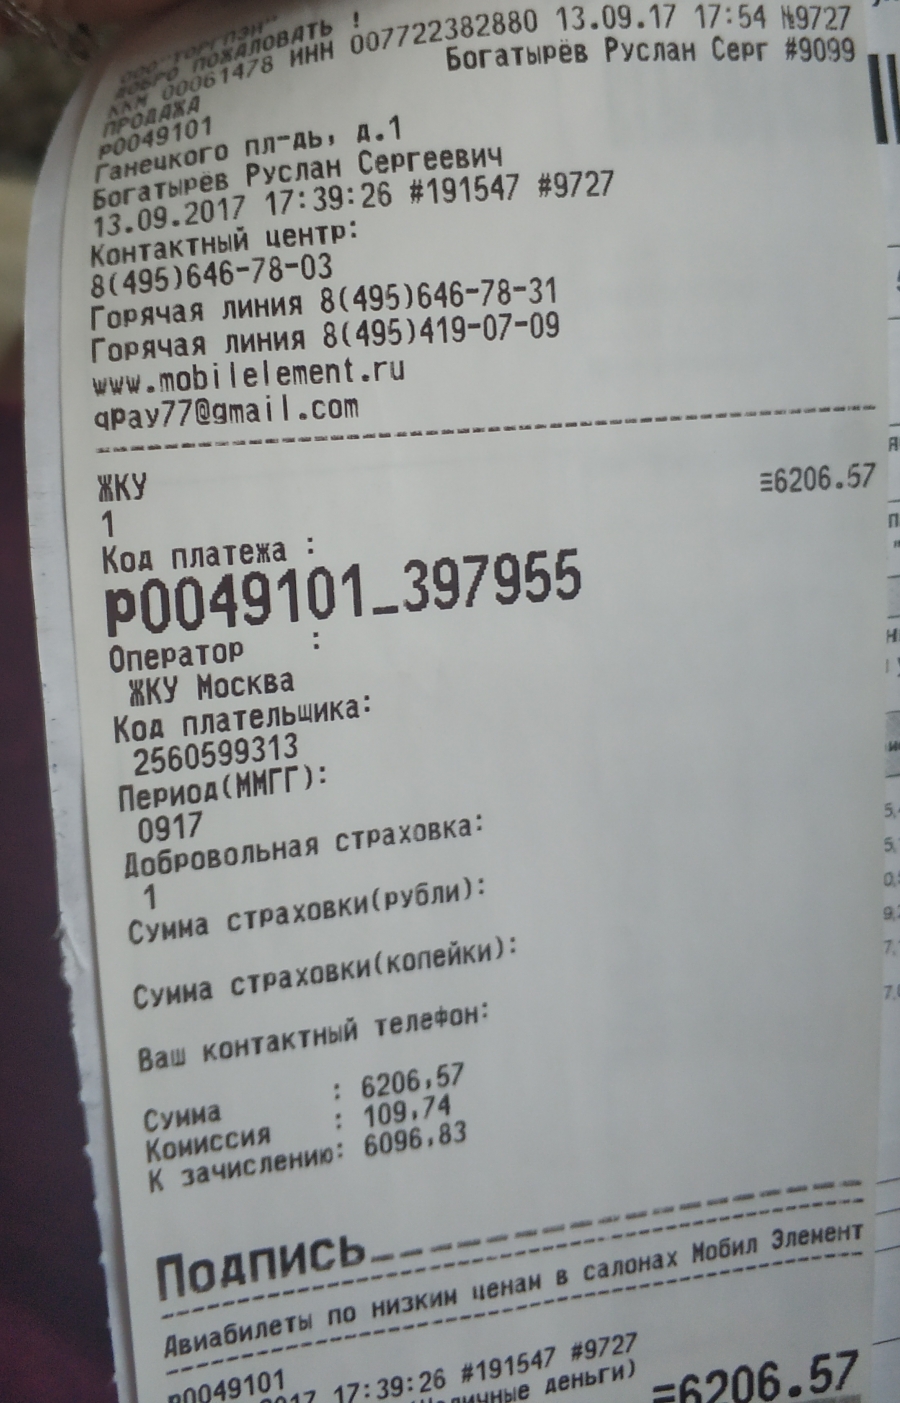 ООО "ТОРГПЭН"
ДОБРО ПОЖАЛОВАТЬ !
ККМ 00061478 ИНН 007722382880 13.09.17 17:54 №9727
ПРОДАЖА Богатырёв Руслан Серг #9099
P0049101
Ганецкого пл-дь, д.1
Богатырёв Руслан Сергеевич
13.09.2017 17:39:26 #191547 #9727
Контактный центр:
8(495)646-78-03
Горячая линия 8(495)646-78-31
Горячая линия 8(495)419-07-09
www.mobilelement.ru
qpay77@gmail.com
ЖКУ ≡6206.57
1
Код платежа :
P0049101_397955
Оператор :
ЖКУ Москва
Код плательщика:
2560599313
Период(ММГГ):
0917
Добровольная страховка:
1
Сумма страховки(рубли):
Сумма страховки(копейки):
Ваш контактный телефон:
Сумма : 6206,57
Комиссия : 109,74
К зачислению: 6096,83
Подпись
Авиабилеты по низким ценам в салонах Мобил Элемент
P0049101
17:39:26 #191547 #9727
деньги)
≡6206.57